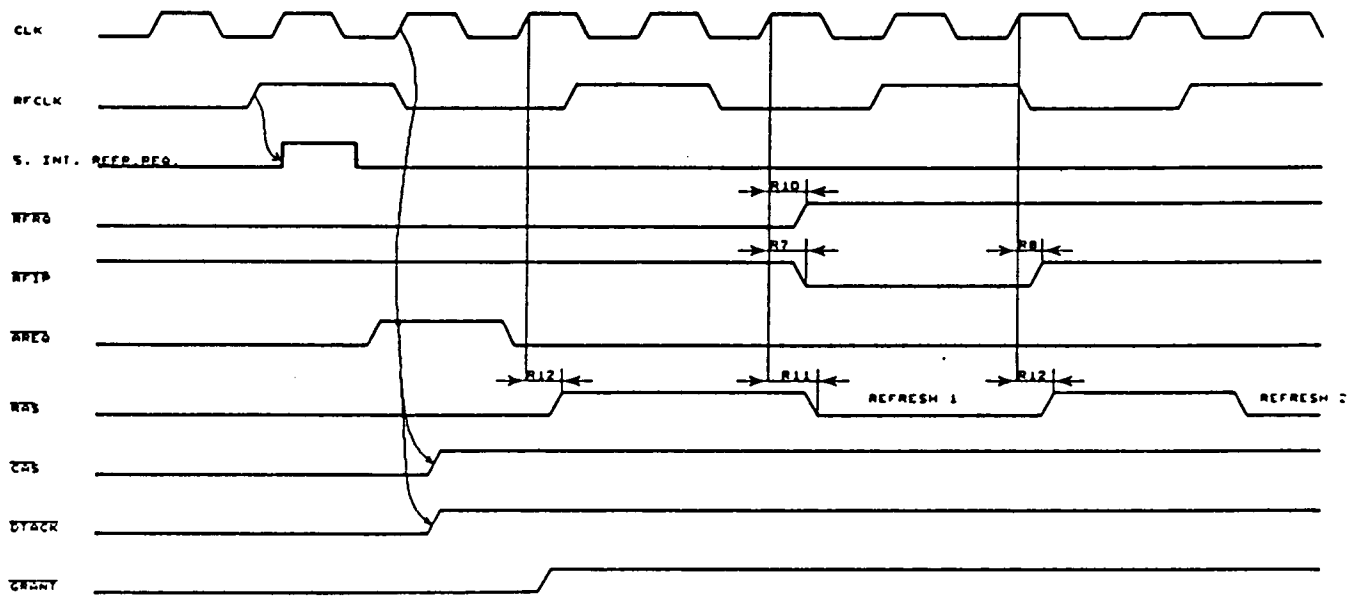 CLK
RFCLK
S. INT. REFR.REQ.
R10
RFRQ
R7
R8
RFIP
AREQ
R12
R11
R12
RAS
REFRESH 1
REFRESH 2
CAS
DTACK
GRANT